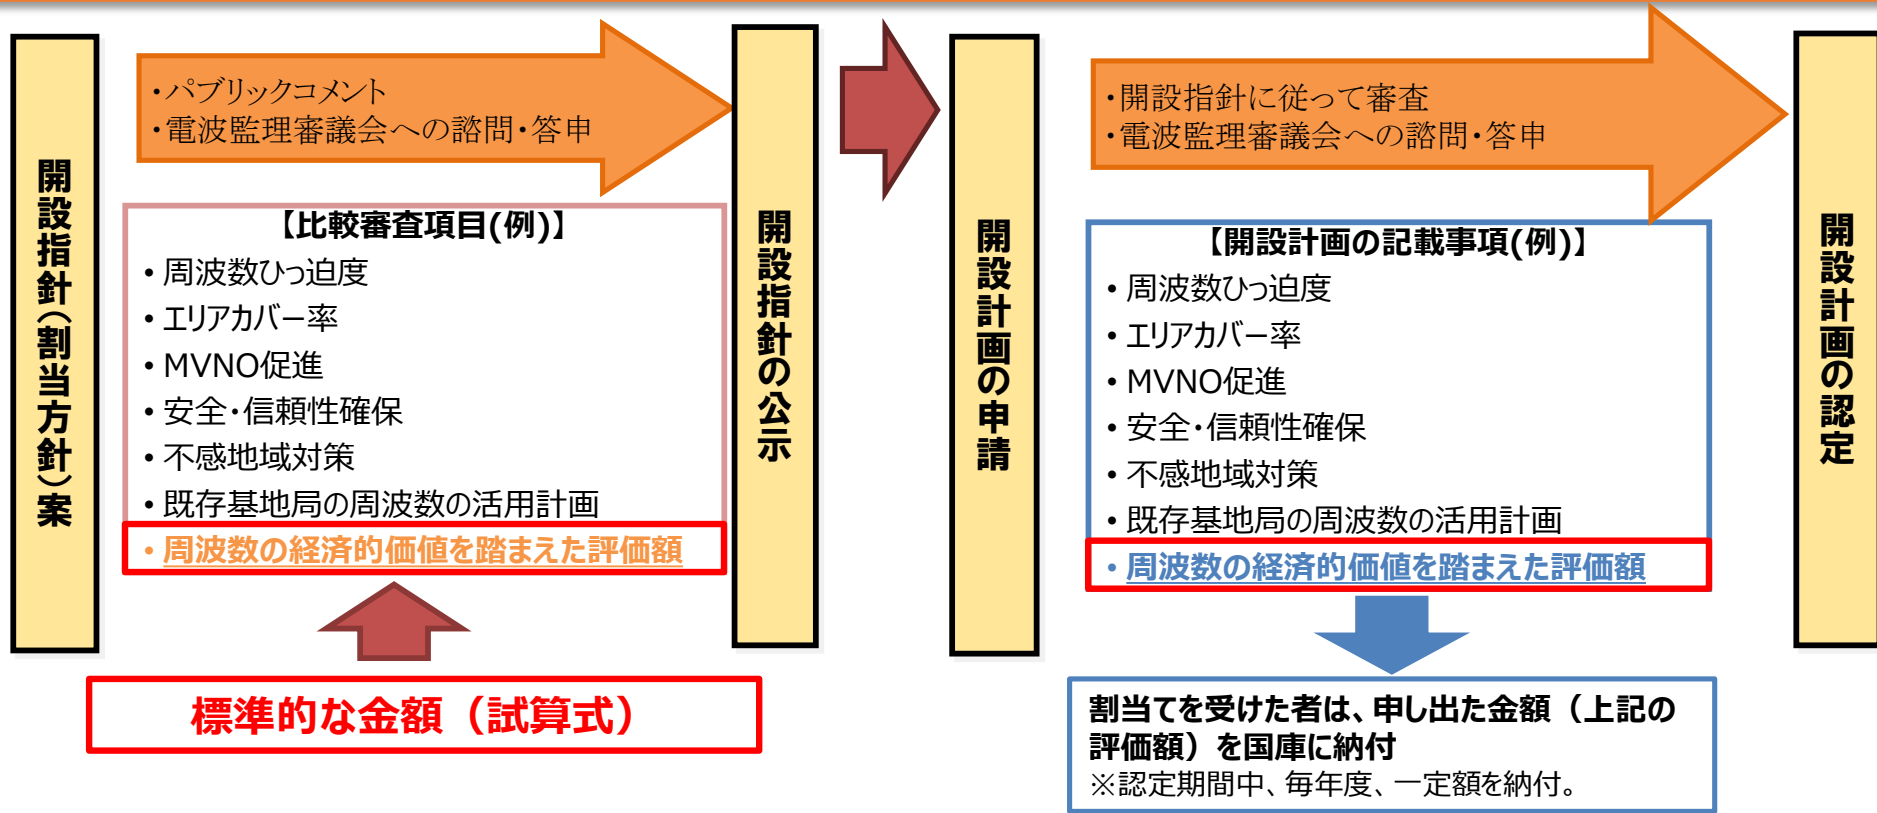 開設指針（割当方針）案
・パブリックコメント
・電波監理審議会への諮問・答申
【比較審査項目(例)】
・周波数ひっ迫度
・エリアカバー率
・MVNO促進
・安全・信頼性確保
・不感地域対策
・既存基地局の周波数の活用計画
・周波数の経済的価値を踏まえた評価額
標準的な金額（試算式）
開設指針の公示
開設計画の申請
・開設指針に従って審査
・電波監理審議会への諮問・答申
【開設計画の記載事項(例)】
・周波数ひっ迫度
・エリアカバー率
・MVNO促進
・安全・信頼性確保
・不感地域対策
・既存基地局の周波数の活用計画
・周波数の経済的価値を踏まえた評価額
割当てを受けた者は、申し出た金額（上記の
評価額）を国庫に納付
※認定期間中、毎年度、一定額を納付。
開設計画の認定